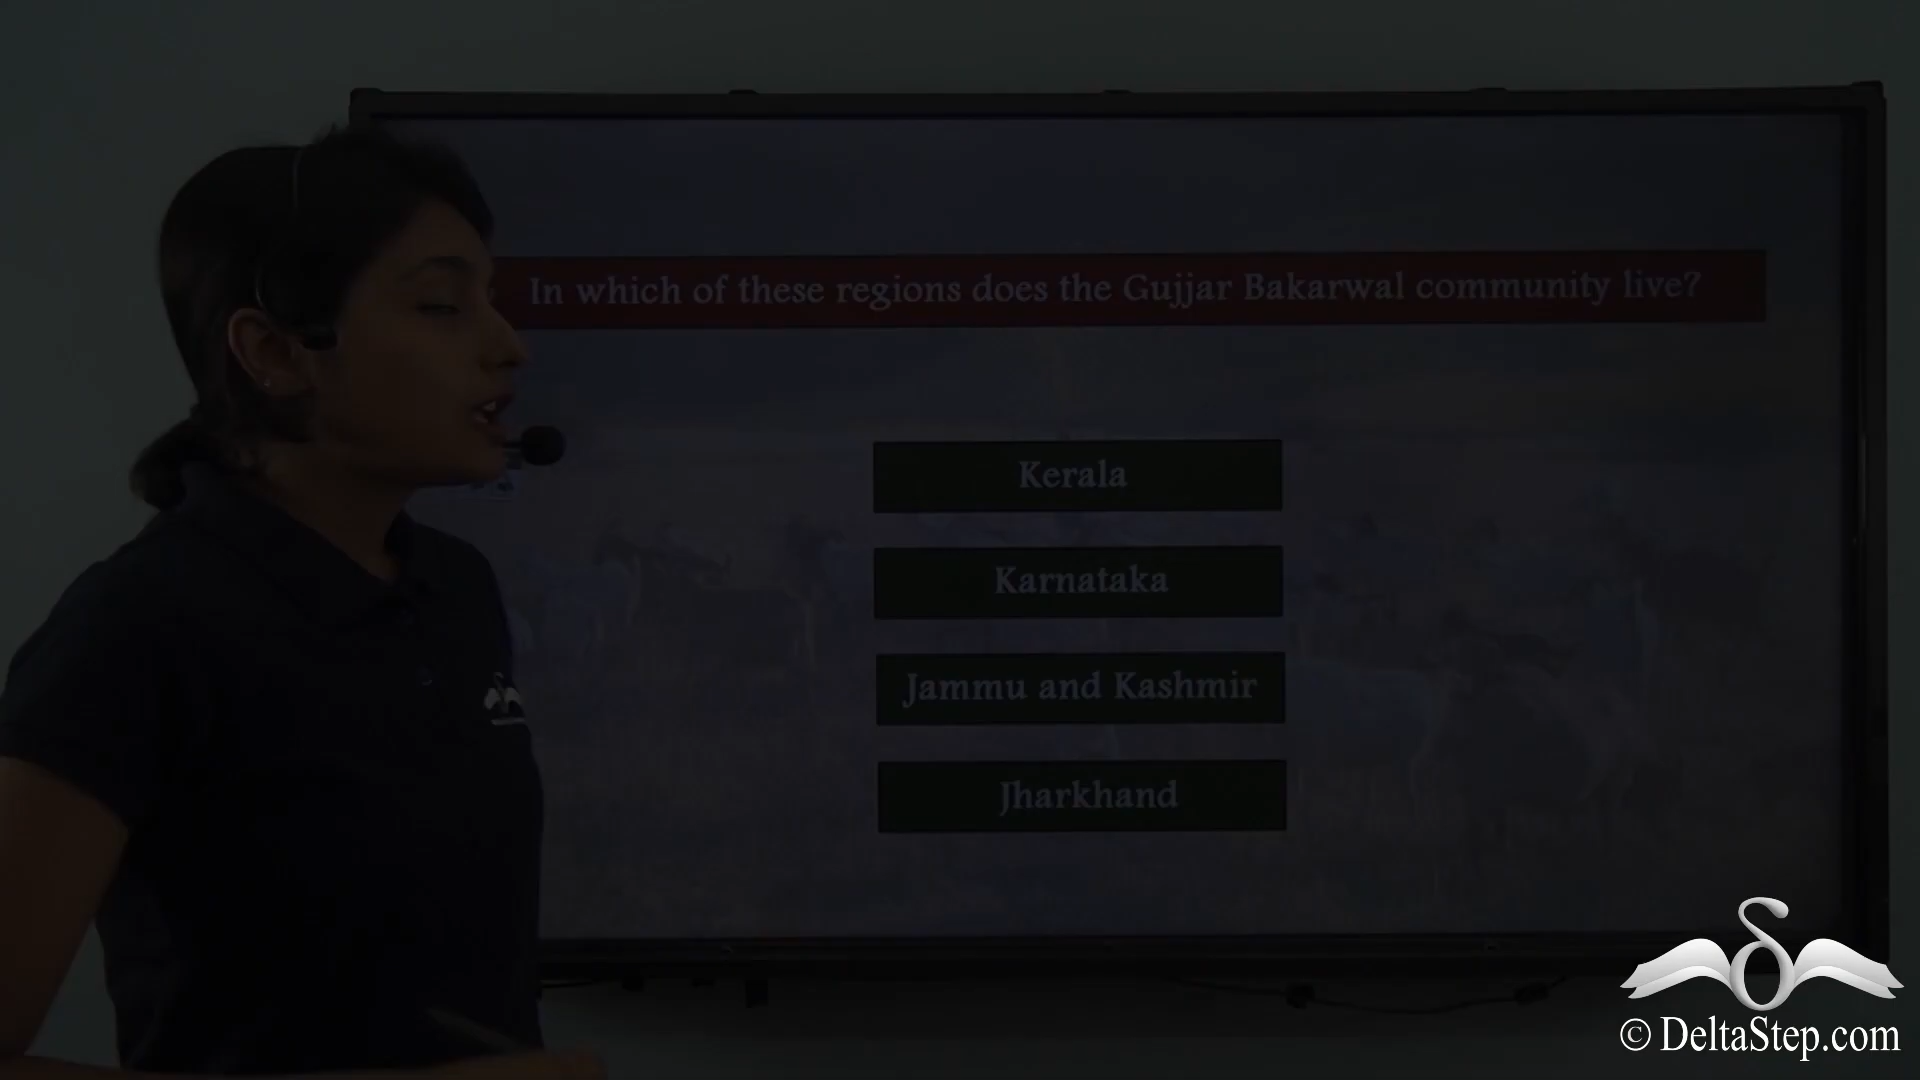 In which of these regions does the Gujjar Bakarwal community live?
Kerala
Karnataka
Jammu and Kashmir
Jharkhand
© DeltaStep.com